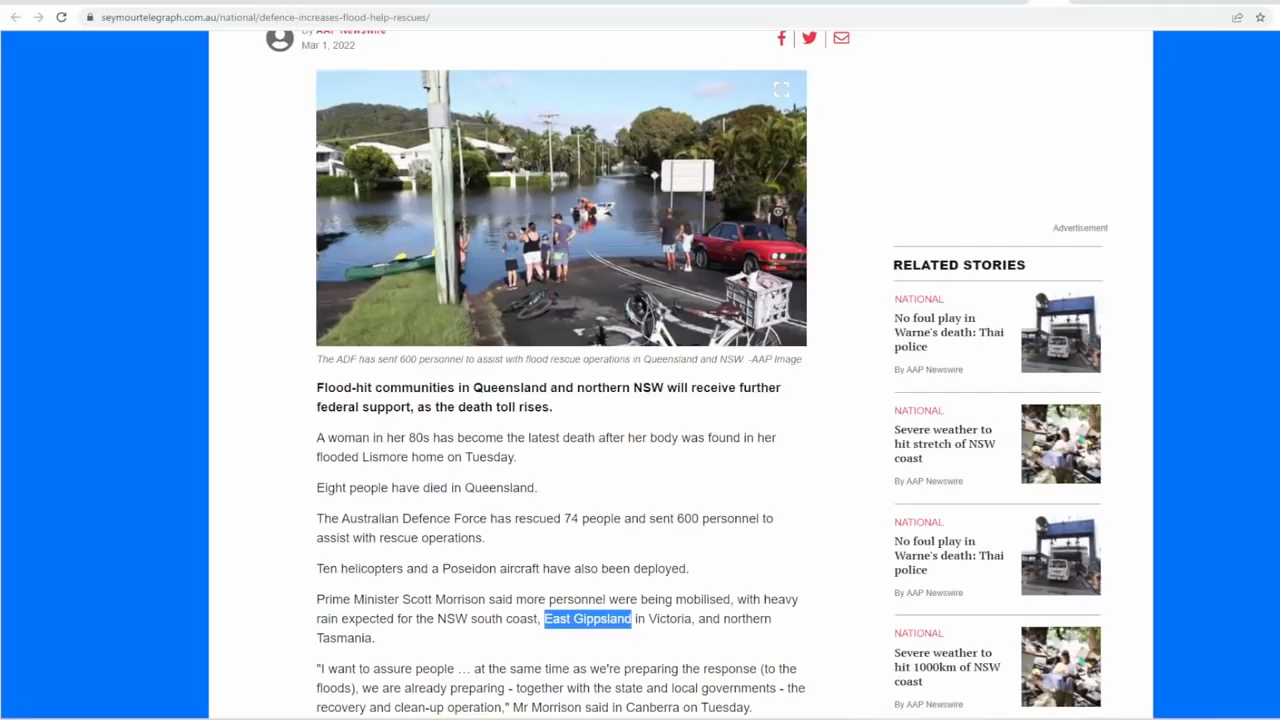 seymourtelegraph.com.au/national/defence-increases-flood-help-rescues/
By AAP Newswire
Mar 1, 2022
The ADF has sent 600 personnel to assist with flood rescue operations in Queensland and NSW. -AAP Image
Flood-hit communities in Queensland and northern NSW will receive further
federal support, as the death toll rises.
A woman in her 80s has become the latest death after her body was found in her
flooded Lismore home on Tuesday.
Eight people have died in Queensland.
The Australian Defence Force has rescued 74 people and sent 600 personnel to
assist with rescue operations.
Ten helicopters and a Poseidon aircraft have also been deployed.
Prime Minister Scott Morrison said more personnel were being mobilised, with heavy
rain expected for the NSW south coast, East Gippsland in Victoria, and northern
Tasmania.
"I want to assure people … at the same time as we're preparing the response (to the
floods), we are already preparing - together with the state and local governments - the
recovery and clean-up operation," Mr Morrison said in Canberra on Tuesday.
Advertisement
RELATED STORIES
NATIONAL
No foul play in
Warne's death: Thai
police
By AAP Newswire
NATIONAL
Severe weather to
hit stretch of NSW
coast
By AAP Newswire
NATIONAL
No foul play in
Warne's death: Thai
police
By AAP Newswire
NATIONAL
Severe weather to
hit 1000km of NSW
coast
By AAP Newswire